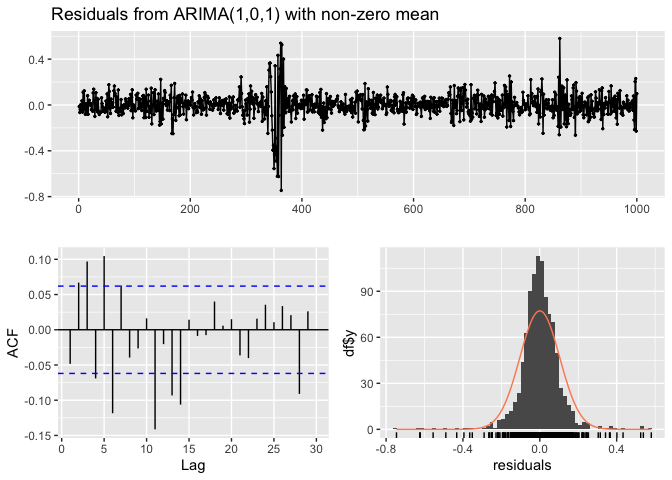 Residuals from ARIMA(1,0,1) with non-zero mean
0.4
0.0
-0.4
-0.8
0 200 400 600 800 1000
0.10
0.05
0.00
-0.05
-0.10
-0.15
ACF
0 5 10 15 20 25 30
Lag
90
60
30
0
df$y
-0.8 -0.4 0.0 0.4
residuals